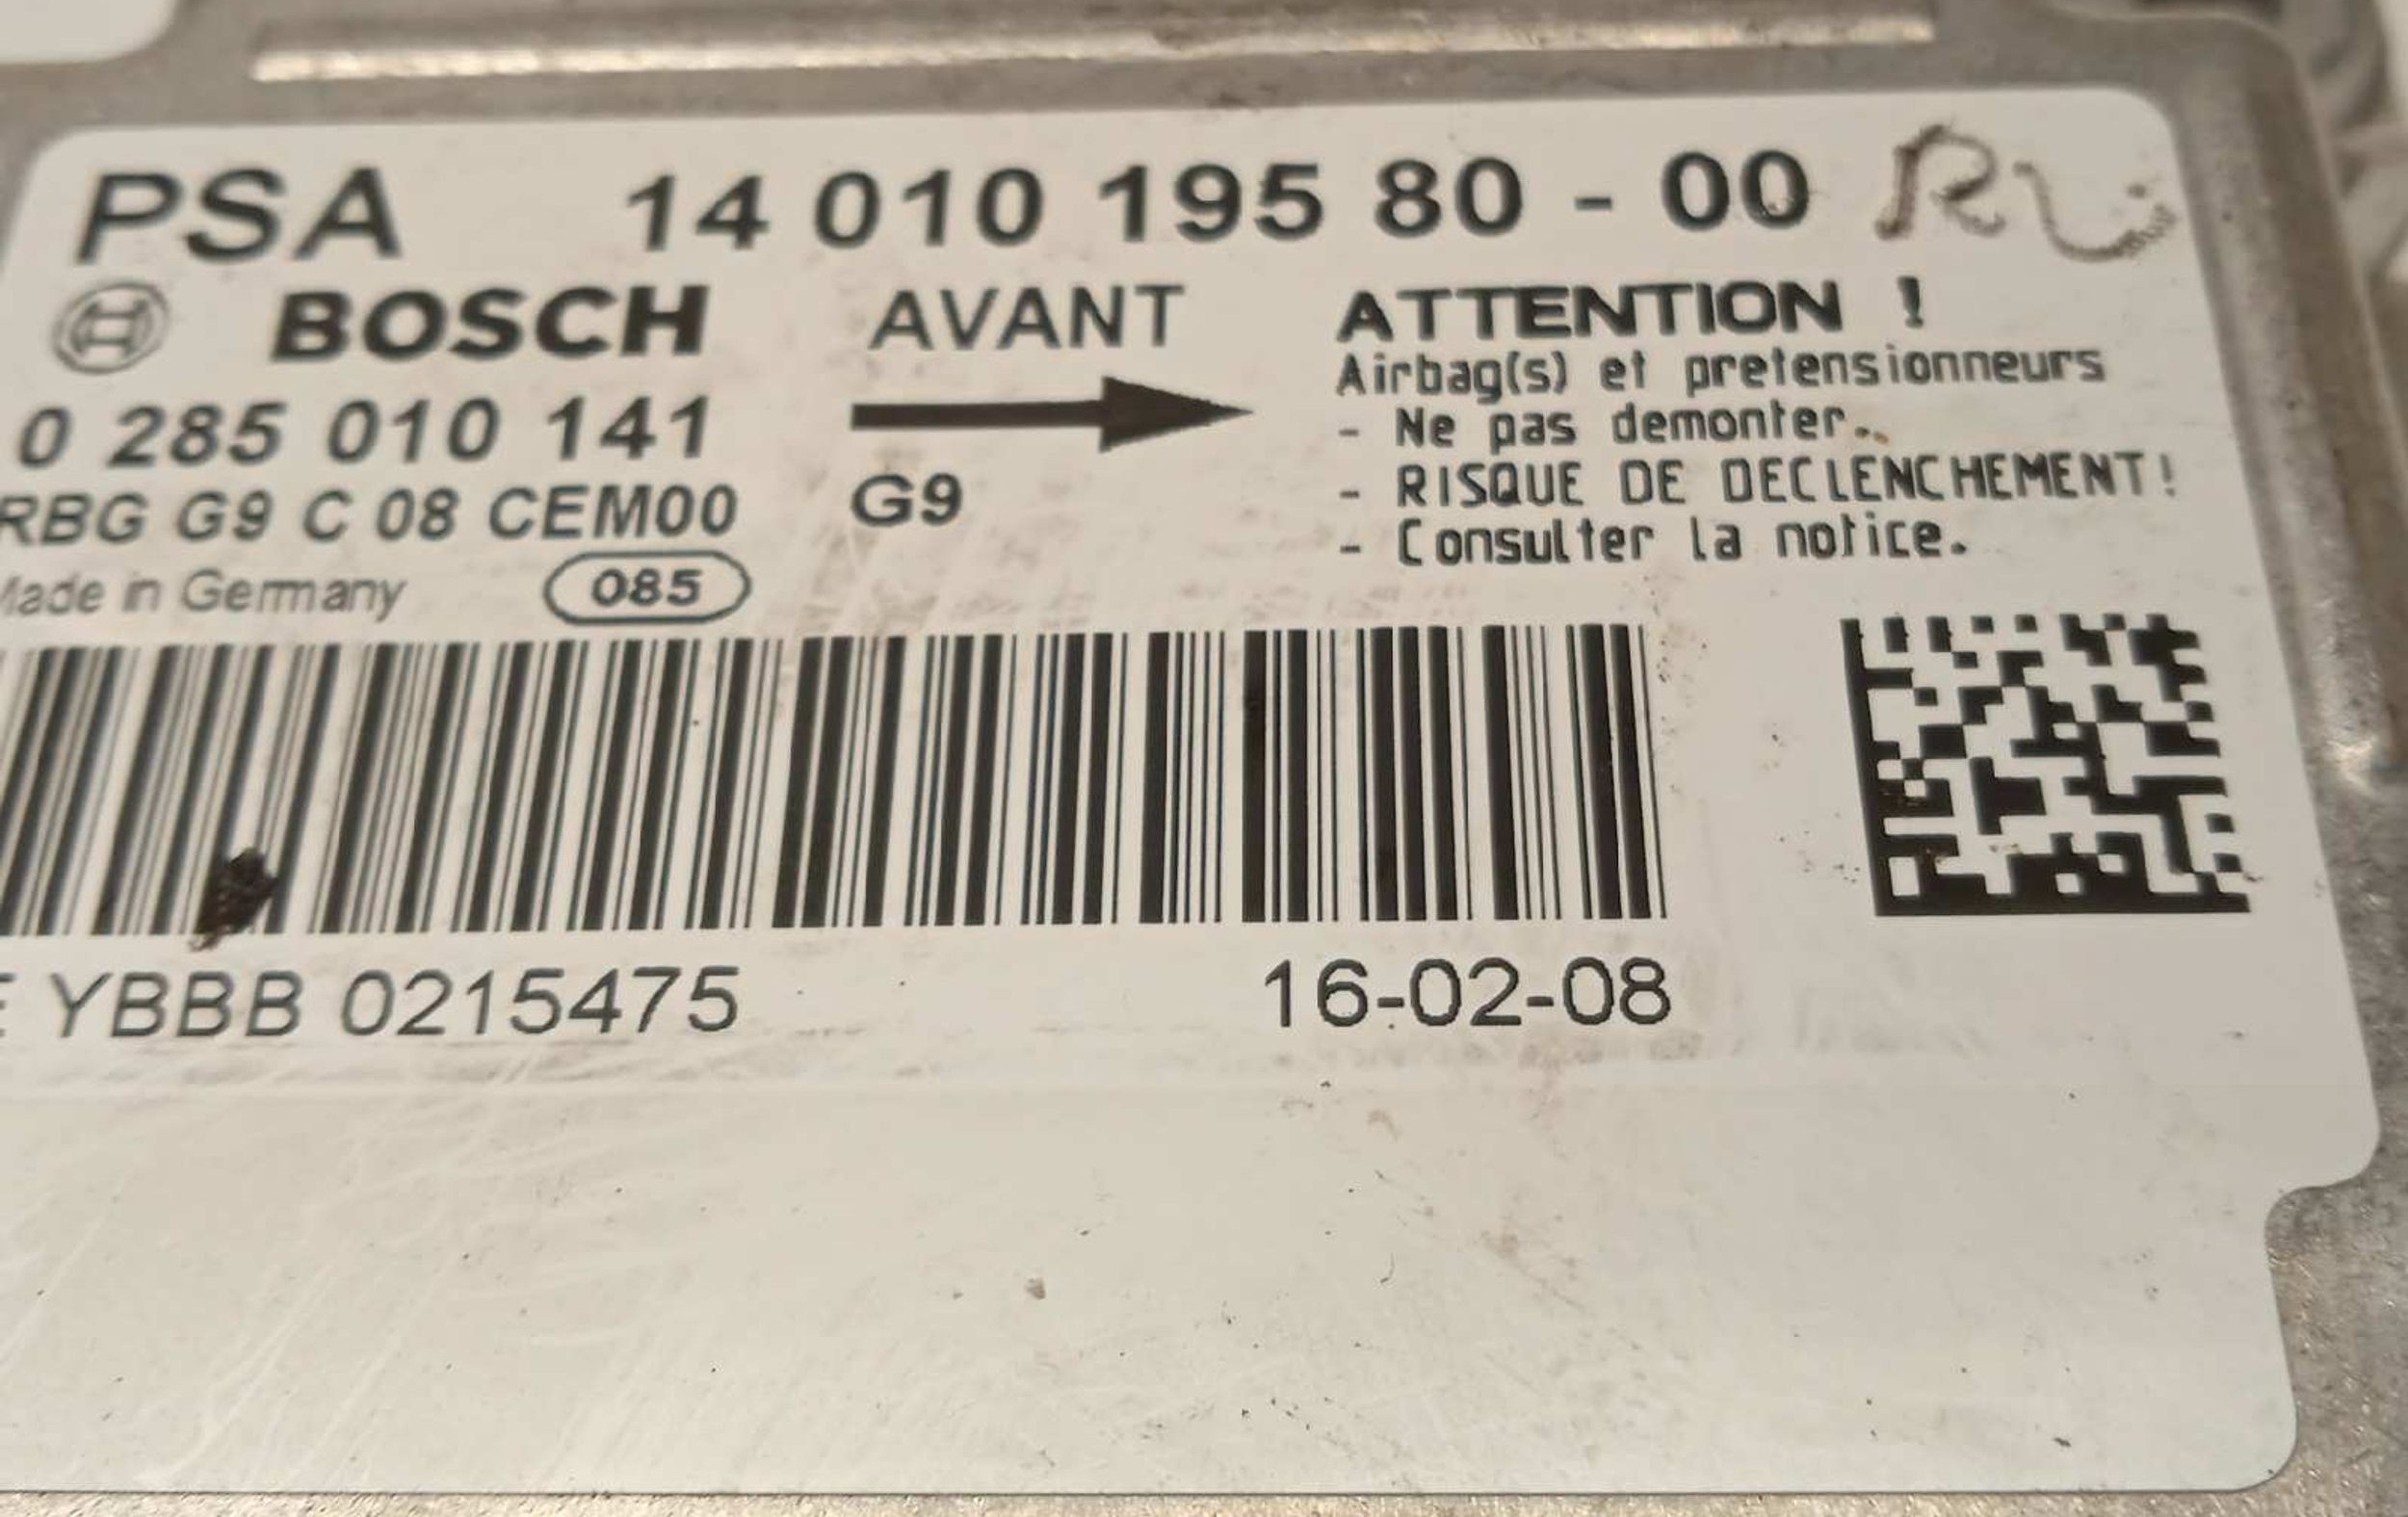 PSA 14 010 195 80 - 00
BOSCH
0 285 010 141
RBG G9 C 08 CEM00
Made in Germany 085
AVANT
G9
ATTENTION !
Airbag(s) et pretensionneurs
- Ne pas demonter..
- RISQUE DE DECLENCHEMENT!
- Consulter la notice.
YBBB 0215475
16-02-08